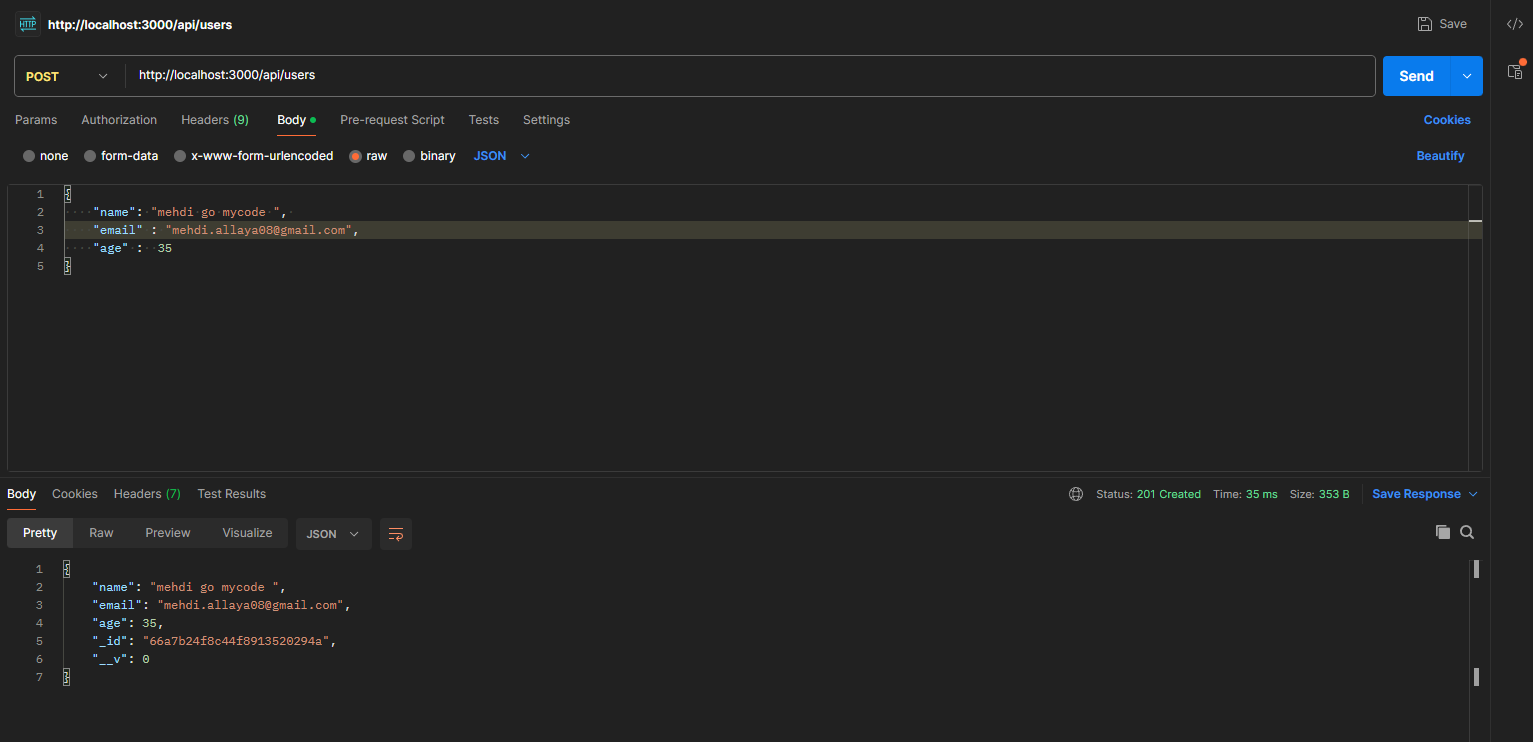 HTTP http://localhost:3000/api/users Save </>
POST http://localhost:3000/api/users Send
Params Authorization Headers (9) Body Pre-request Script Tests Settings Cookies
none form-data x-www-form-urlencoded raw binary JSON Beautify
1 {
2 ····"name":·"mehdi·go·mycode·",·
3 ····"email"·:·"mehdi.allaya08@gmail.com",
4 ····"age"·:··35
5 }
Body Cookies Headers (7) Test Results Status: 201 Created Time: 35 ms Size: 353 B Save Response
Pretty Raw Preview Visualize JSON
1 {
2 "name": "mehdi go mycode ",
3 "email": "mehdi.allaya08@gmail.com",
4 "age": 35,
5 "_id": "66a7b24f8c44f8913520294a",
6 "__v": 0
7 }